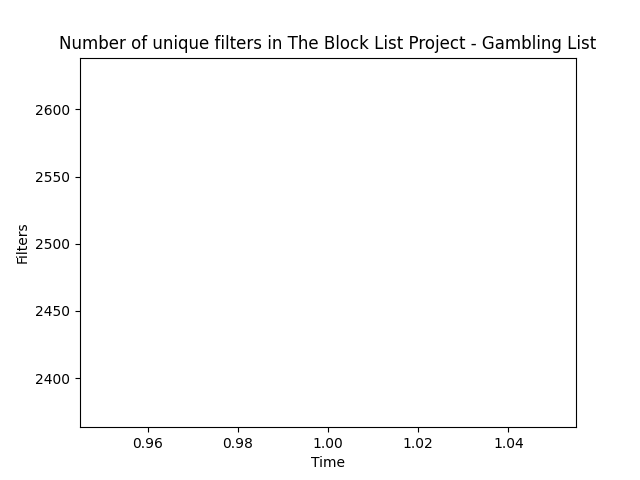 Number of unique filters in The Block List Project - Gambling List
2600
2550
2500
2450
2400
Filters
0.96 0.98 1.00 1.02 1.04
Time